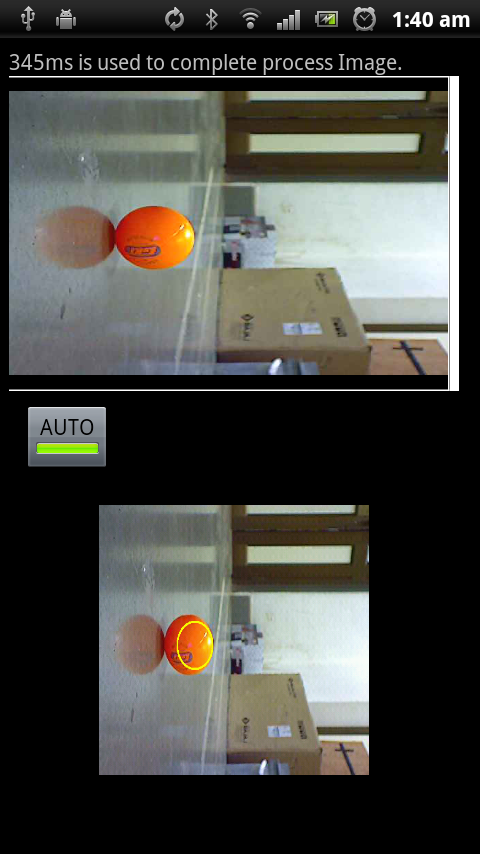 1:40 am
345ms is used to complete process Image.
AUTO